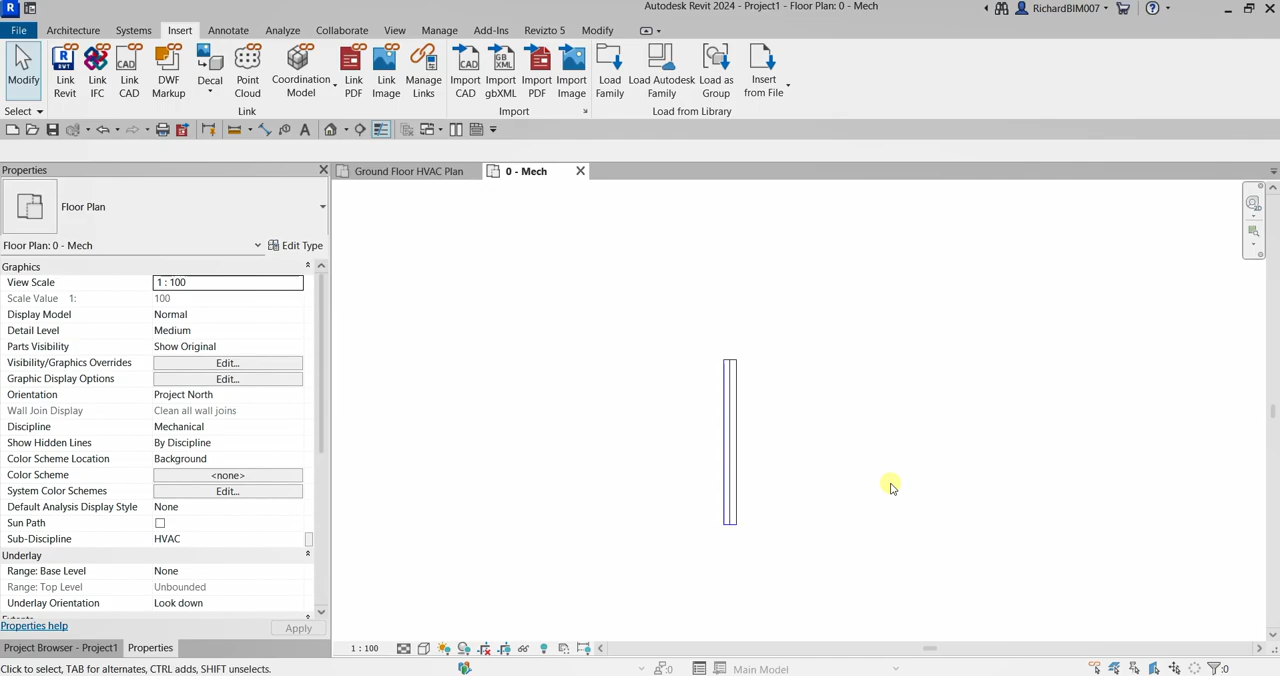 Autodesk Revit 2024 - Project1 - Floor Plan: 0 - Mech
RichardBIM007
File Architecture Systems Insert Annotate Analyze Collaborate View Manage Add-Ins Revizto 5 Modify
Modify
Link Revit
Link IFC
Link CAD
DWF Markup
Decal
Point Cloud
Coordination Model
Link PDF
Link Image
Manage Links
Import CAD
Import gbXML
Import PDF
Import Image
Load Family
Load Autodesk Family
Load as Group
Insert from File
Select Link Import Load from Library
Properties
Ground Floor HVAC Plan
0 - Mech
Floor Plan
Floor Plan: 0 - Mech Edit Type
Graphics
View Scale 1 : 100
Scale Value 1: 100
Display Model Normal
Detail Level Medium
Parts Visibility Show Original
Visibility/Graphics Overrides Edit...
Graphic Display Options Edit...
Orientation Project North
Wall Join Display Clean all wall joins
Discipline Mechanical
Show Hidden Lines By Discipline
Color Scheme Location Background
Color Scheme <none>
System Color Schemes Edit...
Default Analysis Display Style None
Sun Path
Sub-Discipline HVAC
Underlay
Range: Base Level None
Range: Top Level Unbounded
Underlay Orientation Look down
Properties help Apply
Project Browser - Project1 Properties 1 : 100
Click to select, TAB for alternates, CTRL adds, SHIFT unselects. :0 Main Model :0